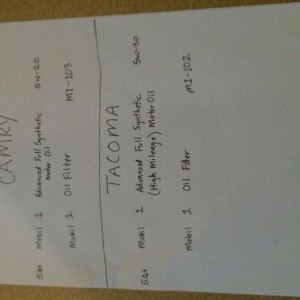 CAMRY
5qt Mobil 1 Advanced Full Synthetic 5W-20
motor Oil
Mobil 1 Oil Filter M1-103
TACOMA
5qt Mobil 1 Advanced Full Synthetic 5W-30
(High Mileage) Motor Oil
Mobil 1 Oil Filter M1-102